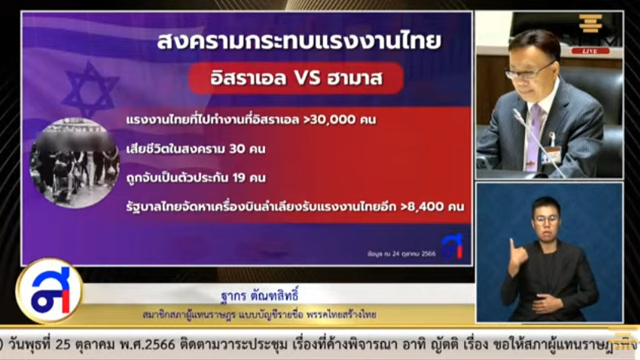 สงครามกระทบแรงงานไทย
อิสราเอล VS ฮามาส
แรงงานไทยที่ไปทำงานที่อิสราเอล >30,000 คน
เสียชีวิตในสงคราม 30 คน
ถูกจับเป็นตัวประกัน 19 คน
รัฐบาลไทยจัดหาเครื่องบินลำเลียงรับแรงงานไทยอีก >8,400 คน
ข้อมูล ณ 24 ตุลาคม 2566
LIVE
ฐากร ตัณฑสิทธิ์
สมาชิกสภาผู้แทนราษฎร แบบบัญชีรายชื่อ พรรคไทยสร้างไทย
) วันพุธที่ 25 ตุลาคม พ.ศ.2566 ติดตามวาระประชุม เรื่องที่ค้างพิจารณา อาทิ ญัตติ เรื่อง ขอให้สภาผู้แทนราษฎรพิจ